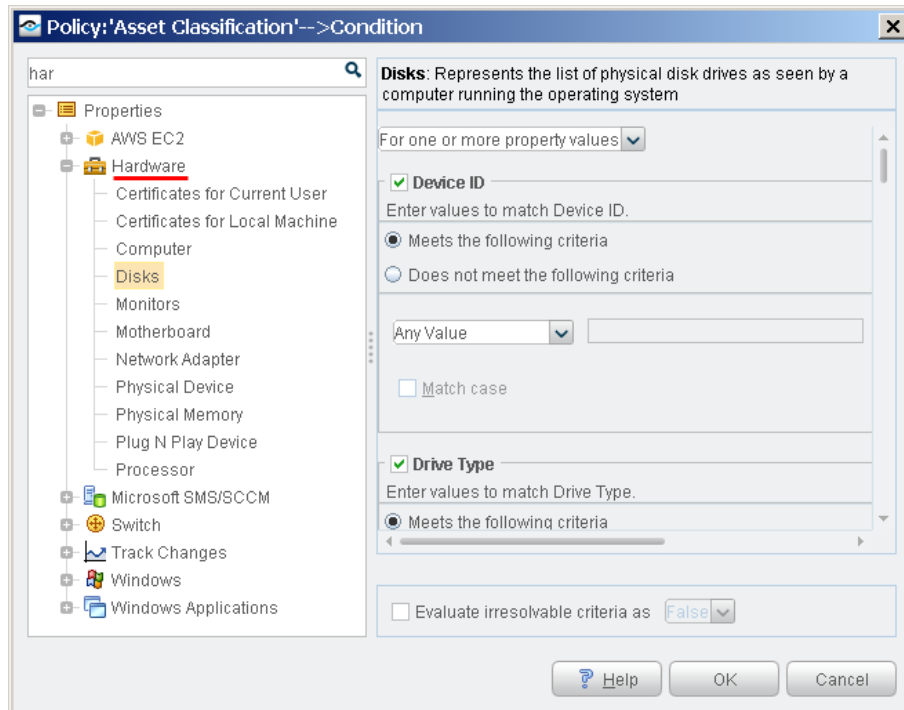 Policy:'Asset Classification'-->Condition
har
Properties
AWS EC2
Hardware
Certificates for Current User
Certificates for Local Machine
Computer
Disks
Monitors
Motherboard
Network Adapter
Physical Device
Physical Memory
Plug N Play Device
Processor
Microsoft SMS/SCCM
Switch
Track Changes
Windows
Windows Applications
Disks: Represents the list of physical disk drives as seen by a
computer running the operating system
For one or more property values
Device ID
Enter values to match Device ID.
Meets the following criteria
Does not meet the following criteria
Any Value
Match case
Drive Type
Enter values to match Drive Type.
Meets the following criteria
Evaluate irresolvable criteria as False
Help OK Cancel